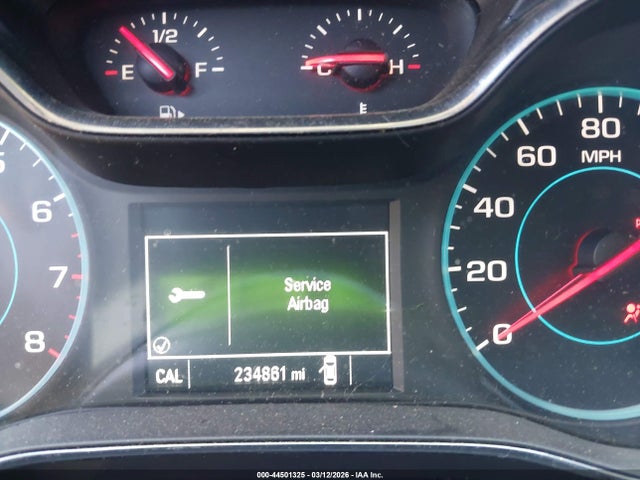 1/2
E F
C H
5
6
7
8
80
60 MPH
40
20
0
Service
Airbag
CAL 234861 mi
000-44501325 - 03/12/2026 - IAA Inc.